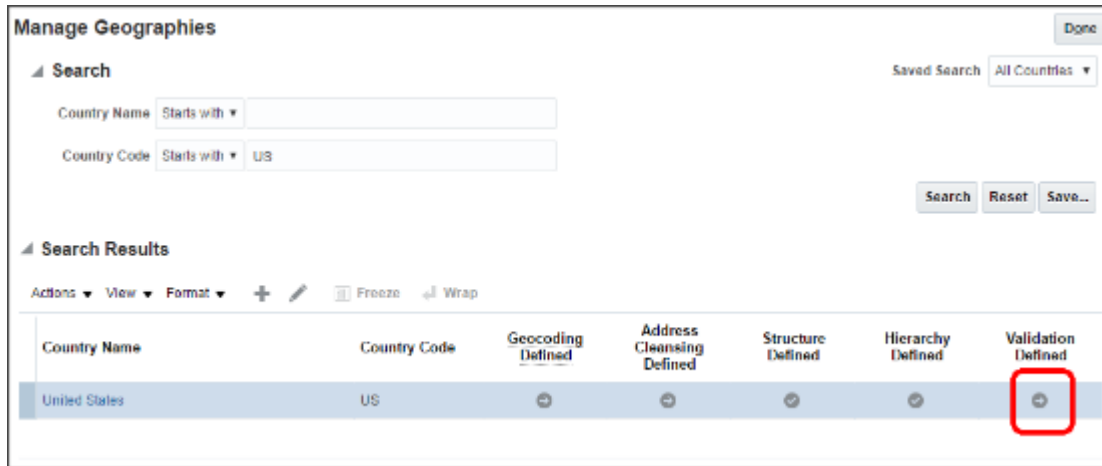 Manage Geographies
Done
Search
Saved Search All Countries
Country Name Starts with
Country Code Starts with US
Search Reset Save...
Search Results
Actions View Format Freeze Wrap
Country Name Country Code Geocoding Defined Address Cleansing Defined Structure Defined Hierarchy Defined Validation Defined
United States US